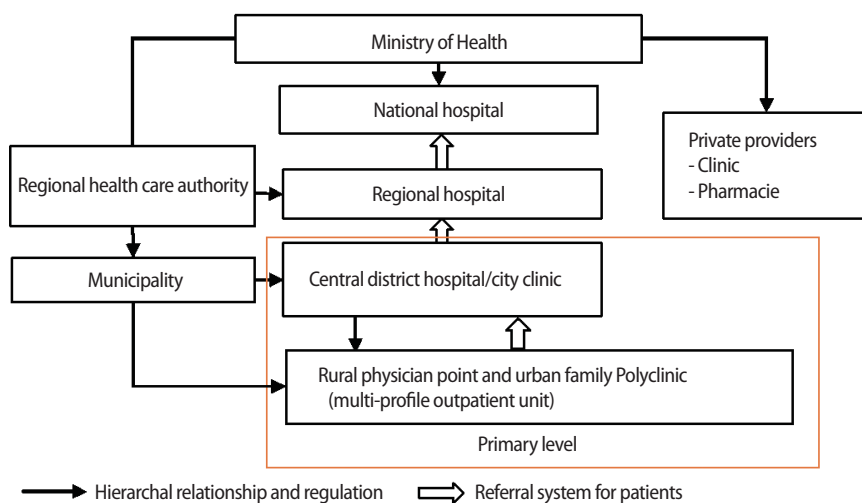 Ministry of Health
National hospital
Private providers
- Clinic
- Pharmacie
Regional health care authority
Regional hospital
Municipality
Central district hospital/city clinic
Rural physician point and urban family Polyclinic
(multi-profile outpatient unit)
Primary level
Hierarchal relationship and regulation
Referral system for patients